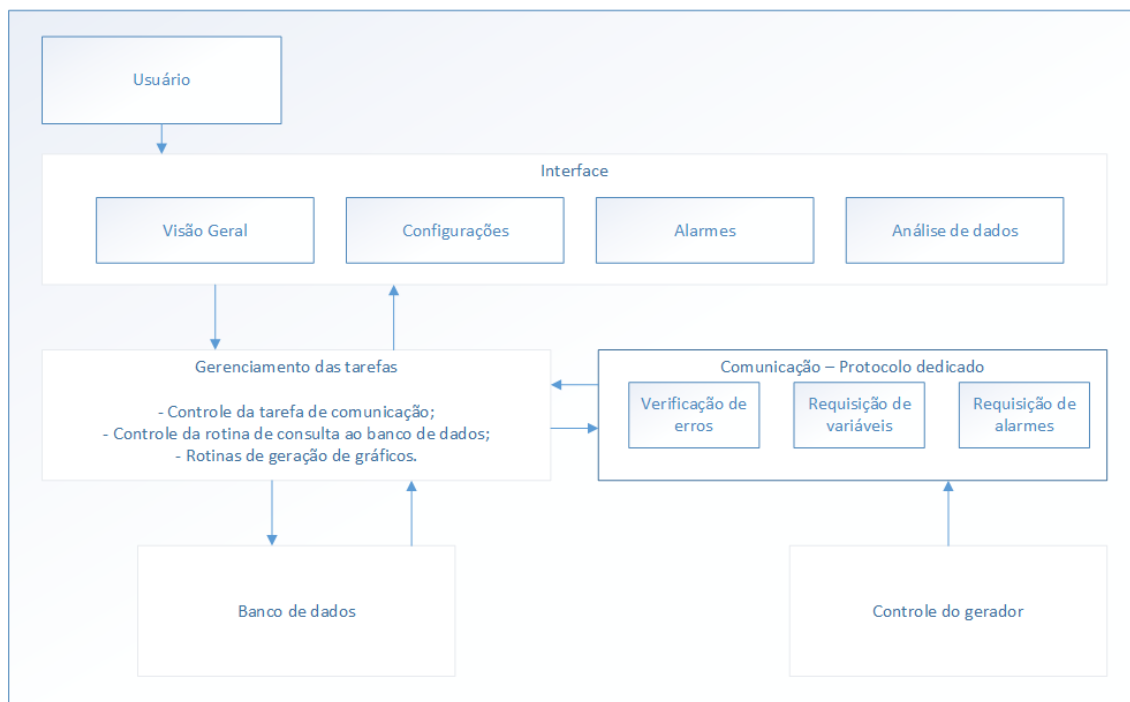 Usuário
Interface
Visão Geral
Configurações
Alarmes
Análise de dados
Gerenciamento das tarefas
- Controle da tarefa de comunicação;
- Controle da rotina de consulta ao banco de dados;
- Rotinas de geração de gráficos.
Comunicação – Protocolo dedicado
Verificação de
erros
Requisição de
variáveis
Requisição de
alarmes
Banco de dados
Controle do gerador